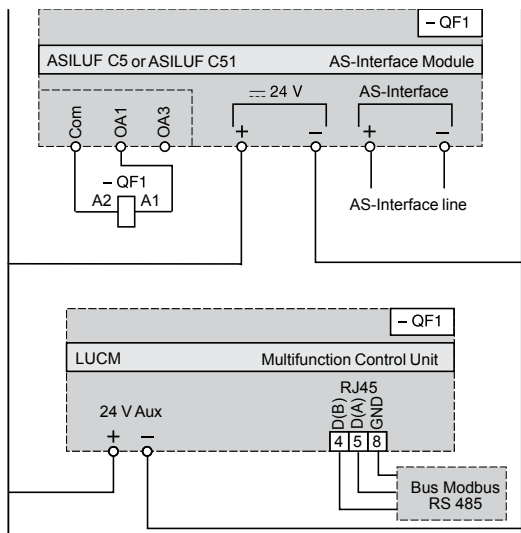 – QF1
ASILUF C5 or ASILUF C51 AS-Interface Module
24 V AS-Interface
Com OA1 OA3 + – + –
– QF1
A2 A1
AS-Interface line
– QF1
LUCM Multifunction Control Unit
RJ45
24 V Aux D(B) D(A) GND
+ – 4 5 8
Bus Modbus
RS 485